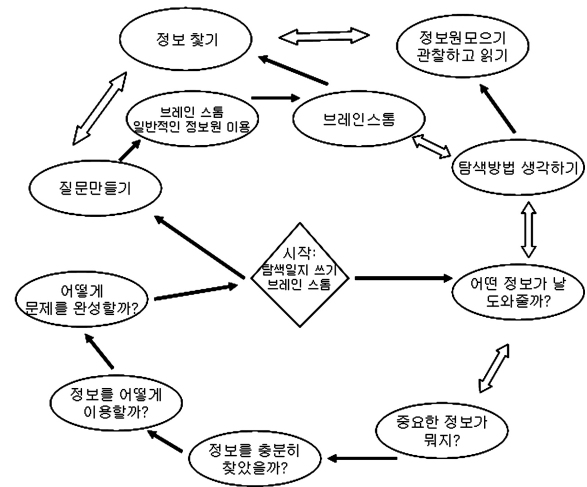 정보 찾기
정보원모으기
관찰하고 읽기
브레인 스톰
일반적인 정보원 이용
브레인스톰
탐색방법 생각하기
질문만들기
시작:
탐색일지 쓰기
브레인 스톰
어떤 정보가 날
도와줄까?
어떻게
문제를 완성할까?
정보를 어떻게
이용할까?
중요한 정보가
뭐지?
정보를 충분히
찾았을까?